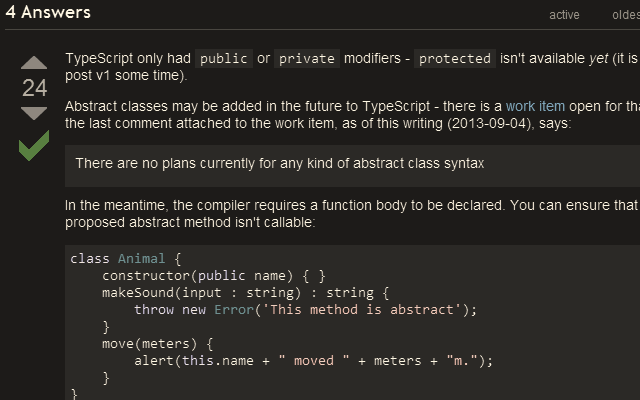 4 Answers
active oldes
TypeScript only had public or private modifiers - protected isn't available yet (it is
24
post v1 some time).
Abstract classes may be added in the future to TypeScript - there is a work item open for tha
the last comment attached to the work item, as of this writing (2013-09-04), says:
There are no plans currently for any kind of abstract class syntax
In the meantime, the compiler requires a function body to be declared. You can ensure that
proposed abstract method isn't callable:
class Animal {
    constructor(public name) { }
    makeSound(input : string) : string {
        throw new Error('This method is abstract');
    }
    move(meters) {
        alert(this.name + " moved " + meters + "m.");
    }
}